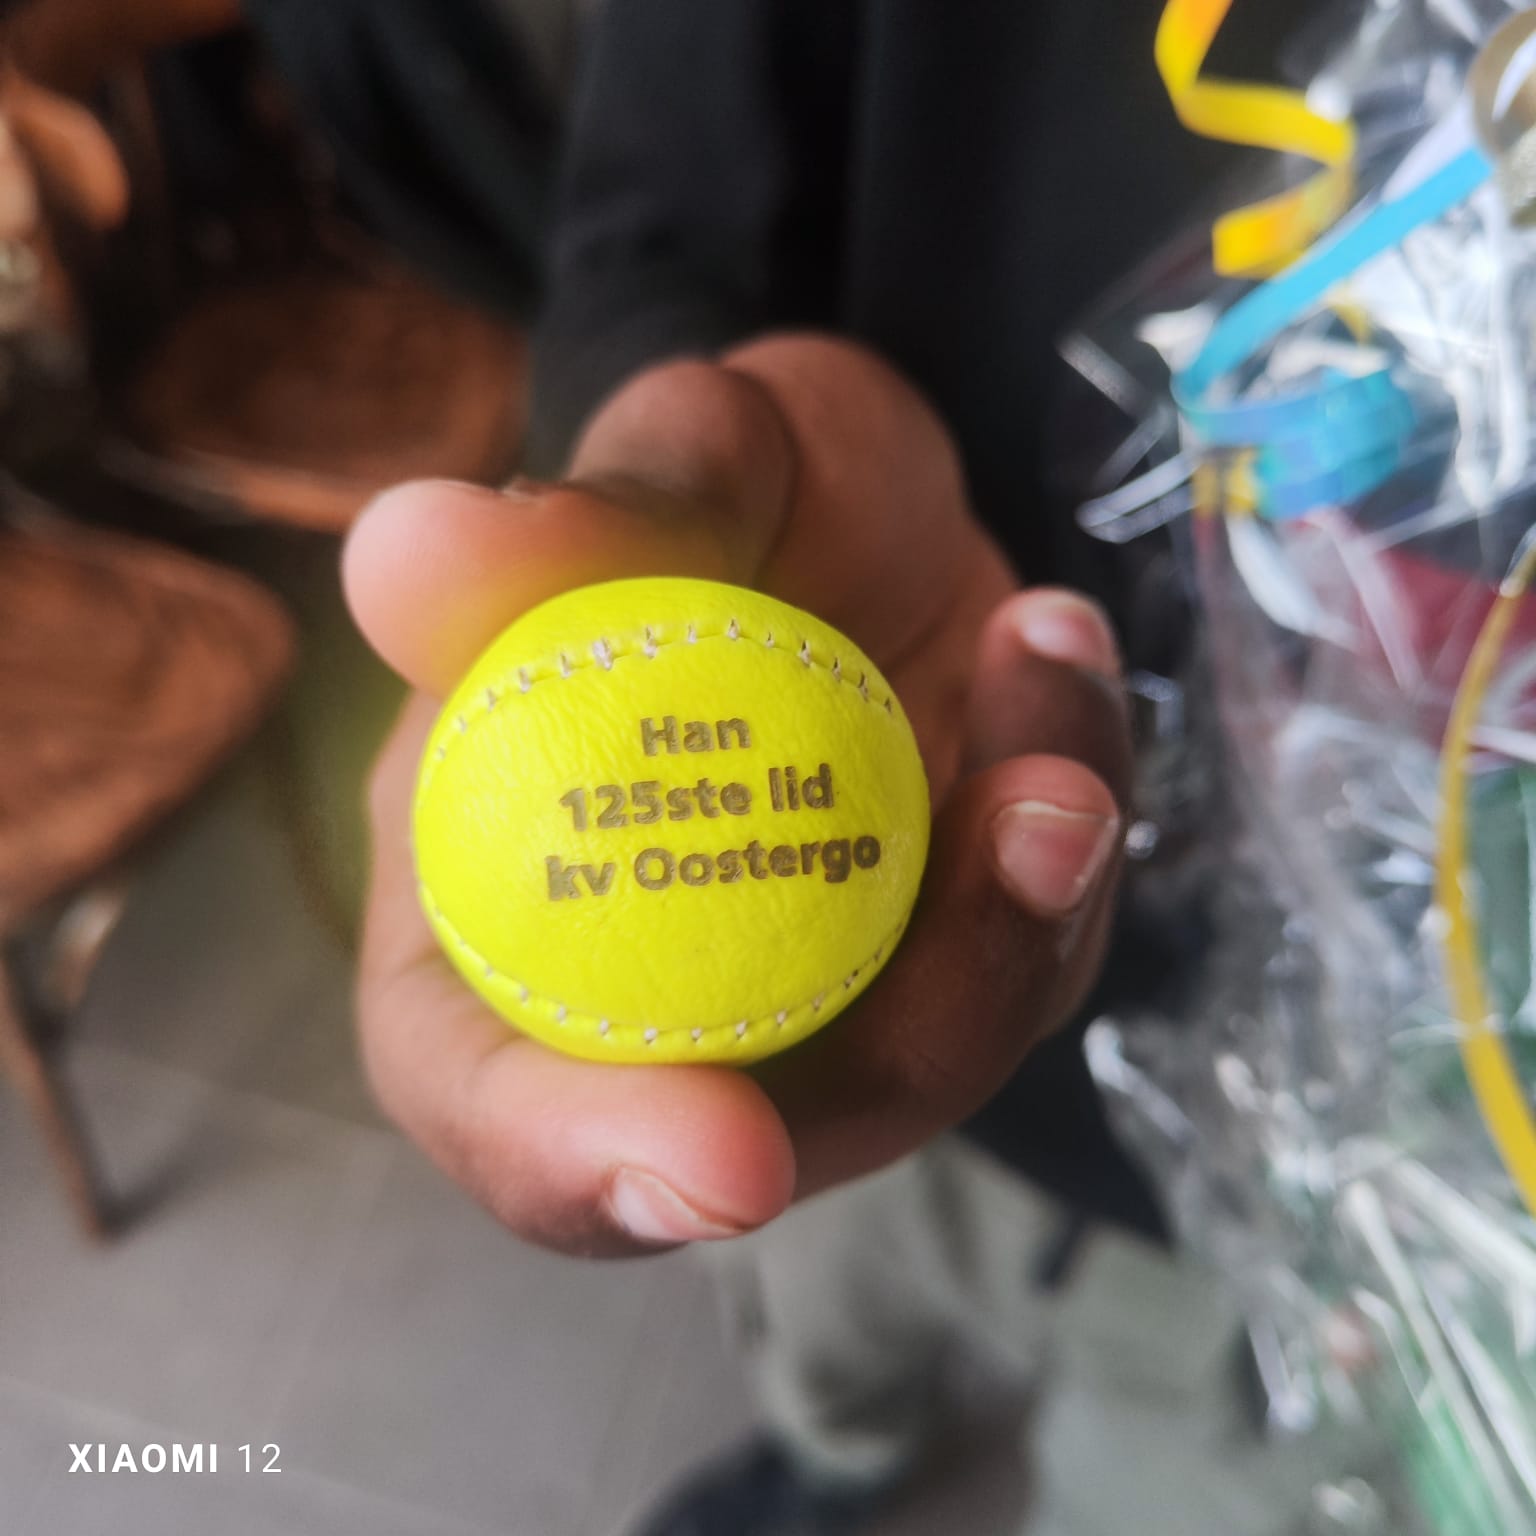 Han
125ste lid
kv Oostergo
XIAOMI 12